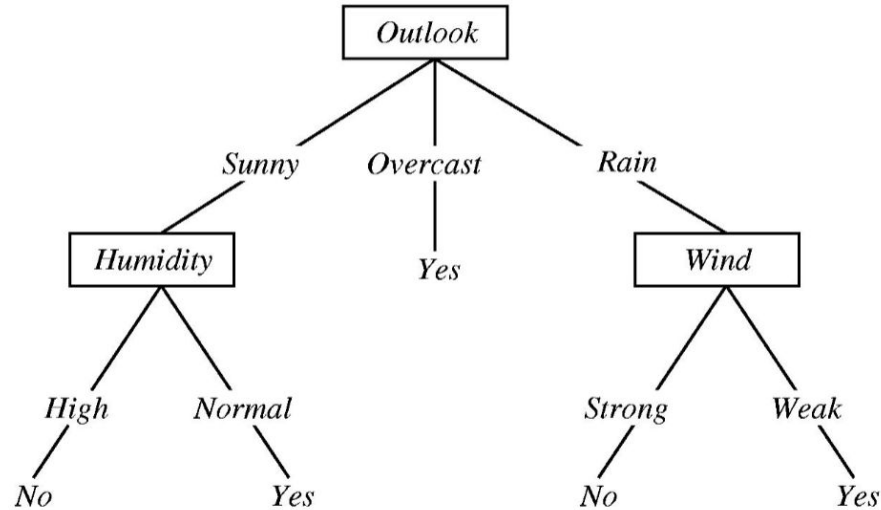 Outlook
Sunny Overcast Rain
Humidity Yes Wind
High Normal Strong Weak
No Yes No Yes